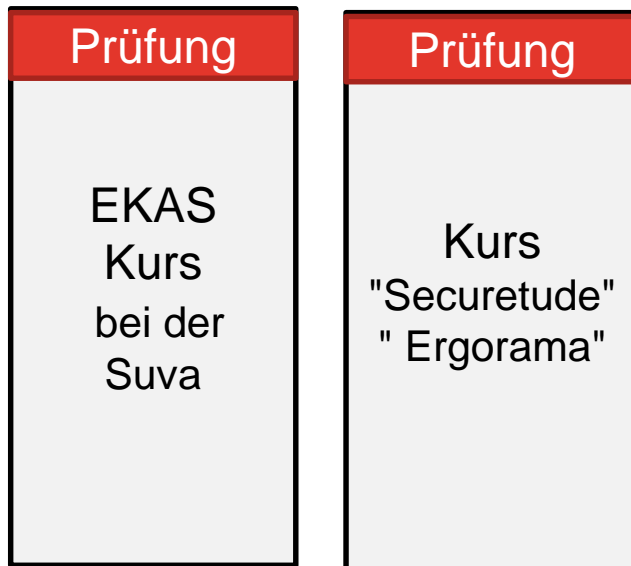 Prüfung
EKAS
Kurs
bei der
Suva
Prüfung
Kurs
"Securetude"
" Ergorama"